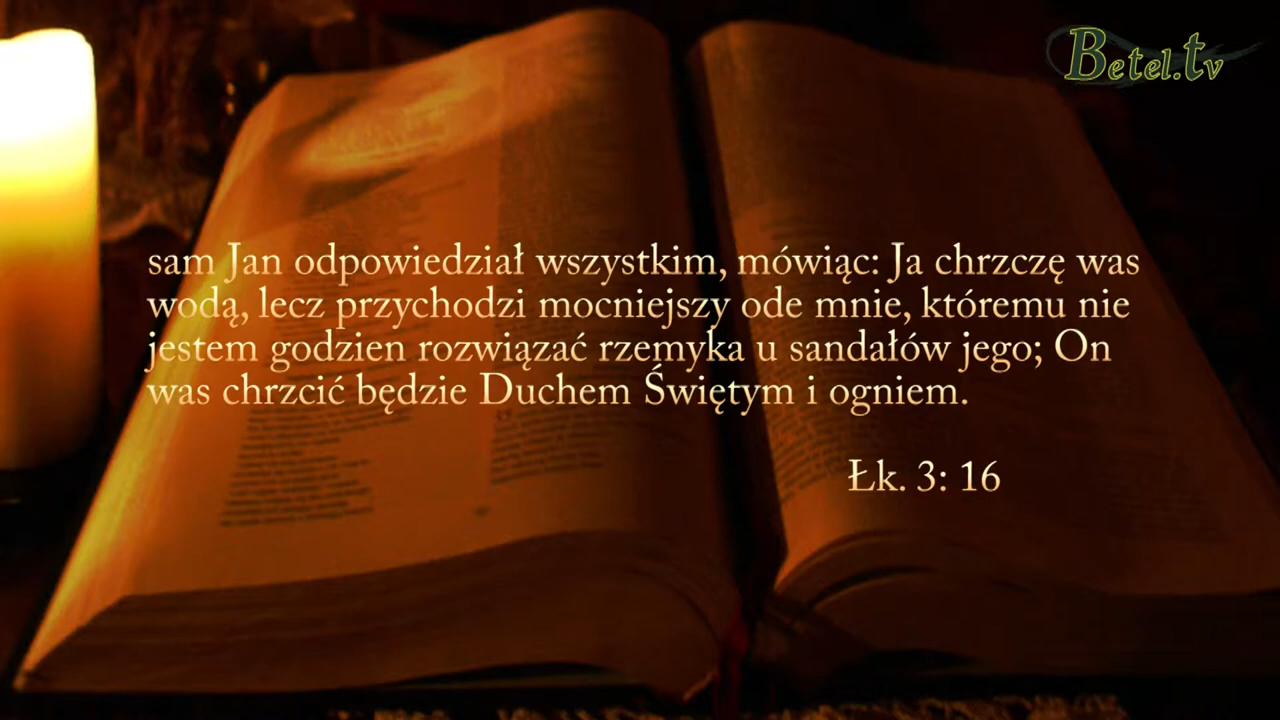 Betel.tv
sam Jan odpowiedział wszystkim, mówiąc: Ja chrzczę was
wodą, lecz przychodzi mocniejszy ode mnie, któremu nie
jestem godzien rozwiązać rzemyka u sandałów jego; On
was chrzcić będzie Duchem Świętym i ogniem.
Łk. 3: 16